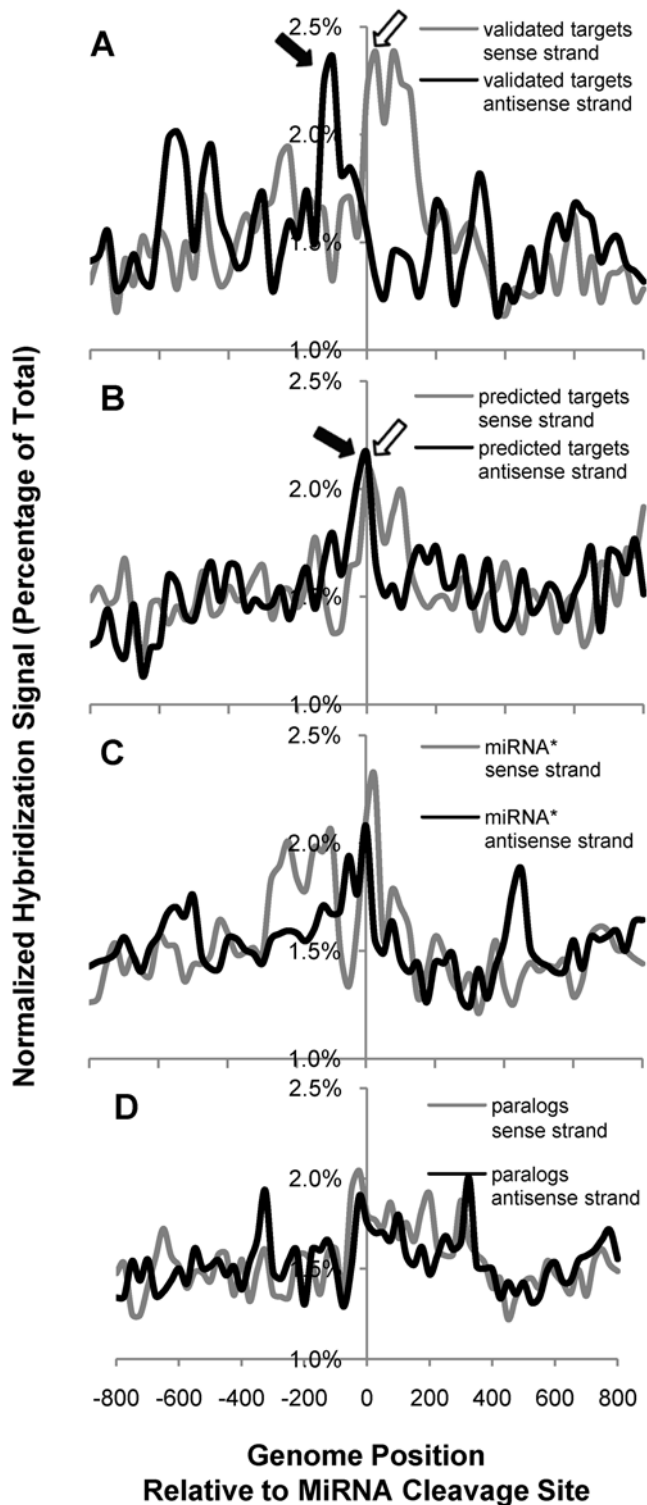 Normalized Hybridization Signal (Percentage of Total)
A
2.5%
2.0%
1.5%
1.0%
validated targets
sense strand
validated targets
antisense strand
B
2.5%
2.0%
1.5%
1.0%
predicted targets
sense strand
predicted targets
antisense strand
C
2.5%
2.0%
1.5%
1.0%
miRNA*
sense strand
miRNA*
antisense strand
D
2.5%
2.0%
1.5%
1.0%
paralogs
sense strand
paralogs
antisense strand
-800 -600 -400 -200 0 200 400 600 800
Genome Position
Relative to MiRNA Cleavage Site